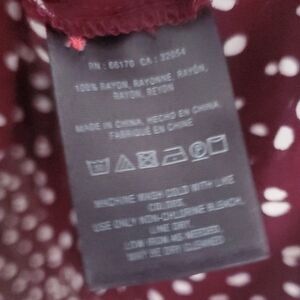 RN: 66170 CA: 32054
100% RAYON, RAYONNE, RAYÓN,
RAYON, REYON
MADE IN CHINA, HECHO EN CHINA,
FABRIQUÉ EN CHINE
MACHINE WASH COLD WITH LIKE
COLORS.
USE ONLY NON-CHLORINE BLEACH.
LINE DRY.
LOW IRON AS NEEDED.
MAY BE DRY CLEANED